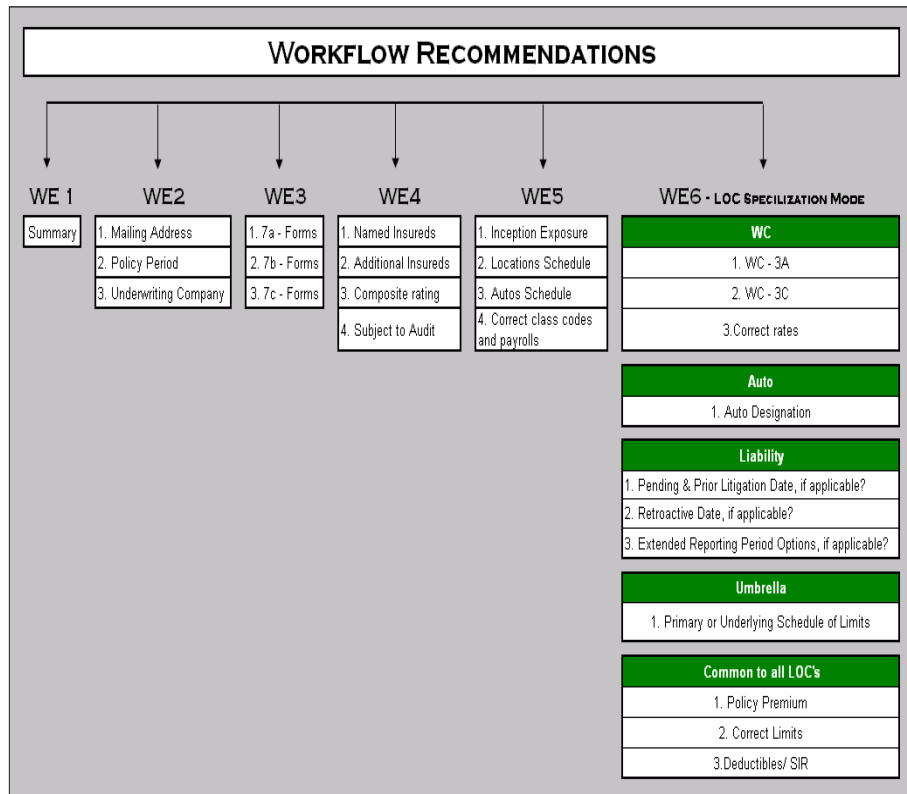 WORKFLOW RECOMMENDATIONS
WE 1
Summary
WE2
1. Mailing Address
2. Policy Period
3. Underwriting Company
WE3
1. 7a - Forms
2. 7b - Forms
3. 7c - Forms
WE4
1. Named Insureds
2. Additional Insureds
3. Composite rating
4. Subject to Audit
WE5
1. Inception Exposure
2. Locations Schedule
3. Autos Schedule
4. Correct class codes
and payrolls
WE6 - LOC SPECILIZATION MODE
WC
1. WC - 3A
2. WC - 3C
3.Correct rates
Auto
1. Auto Designation
Liability
1. Pending & Prior Litigation Date, if applicable?
2. Retroactive Date, if applicable?
3. Extended Reporting Period Options, if applicable?
Umbrella
1. Primary or Underlying Schedule of Limits
Common to all LOC's
1. Policy Premium
2. Correct Limits
3.Deductibles/ SIR